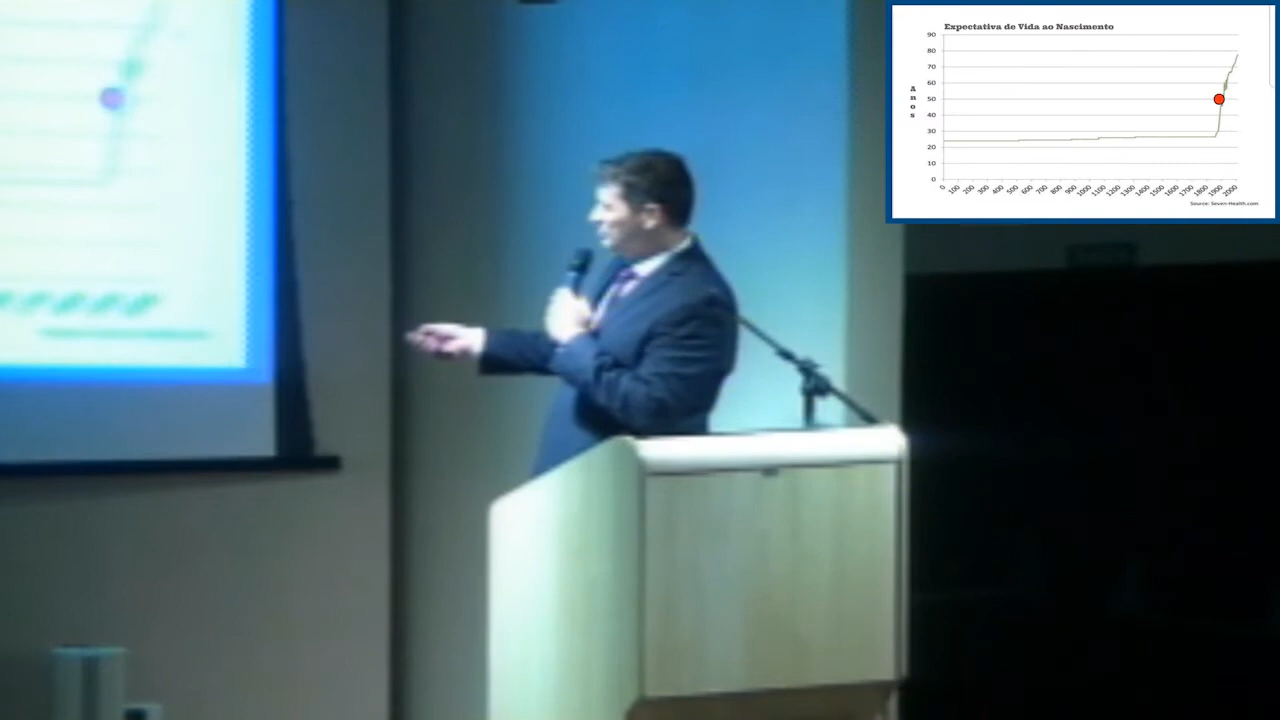 Expectativa de Vida ao Nascimento
90
80
70
60
50
40
30
20
10
0
Anos
0 100 200 300 400 500 600 700 800 900 1000 1100 1200 1300 1400 1500 1600 1700 1800 1900 2000
Source: Seven-Health.com